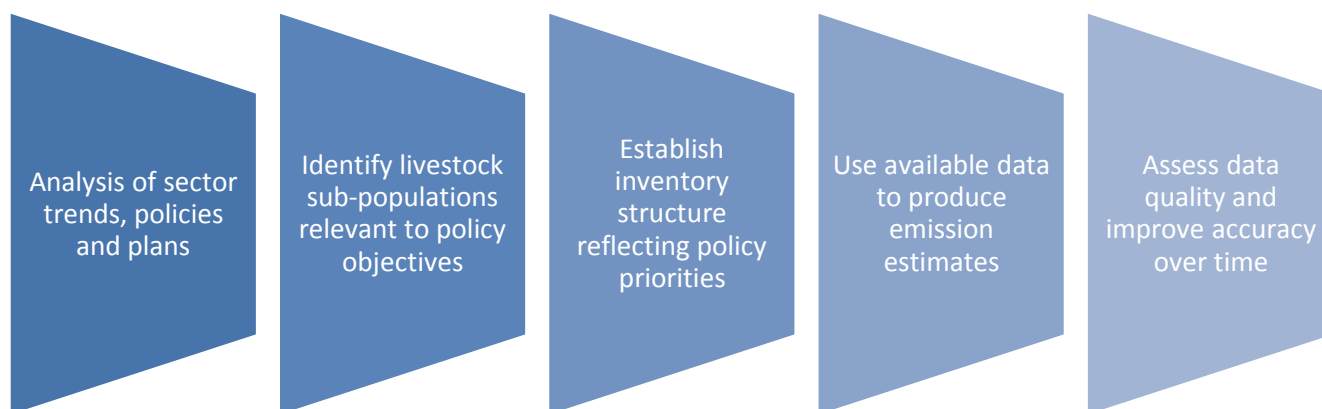 Analysis of sector
trends, policies
and plans
Identify livestock
sub-populations
relevant to policy
objectives
Establish
inventory
structure
reflecting policy
priorities
Use available data
to produce
emission
estimates
Assess data
quality and
improve accuracy
over time